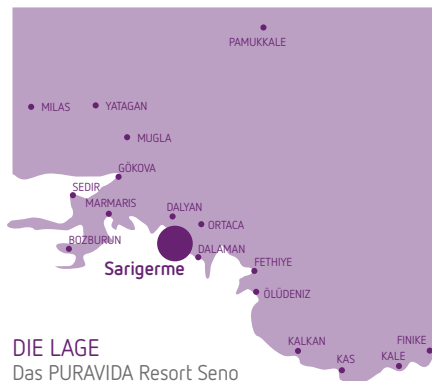 PAMUKKALE
MILAS
YATAGAN
MUGLA
GÖKOVA
SEDIR
MARMARIS
DALYAN
ORTACA
BOZBURUN
DALAMAN
Sarigerme
FETHIYE
ÖLÜDENIZ
KALKAN
FINIKE
KAS
KALE
DIE LAGE
Das PURAVIDA Resort Seno